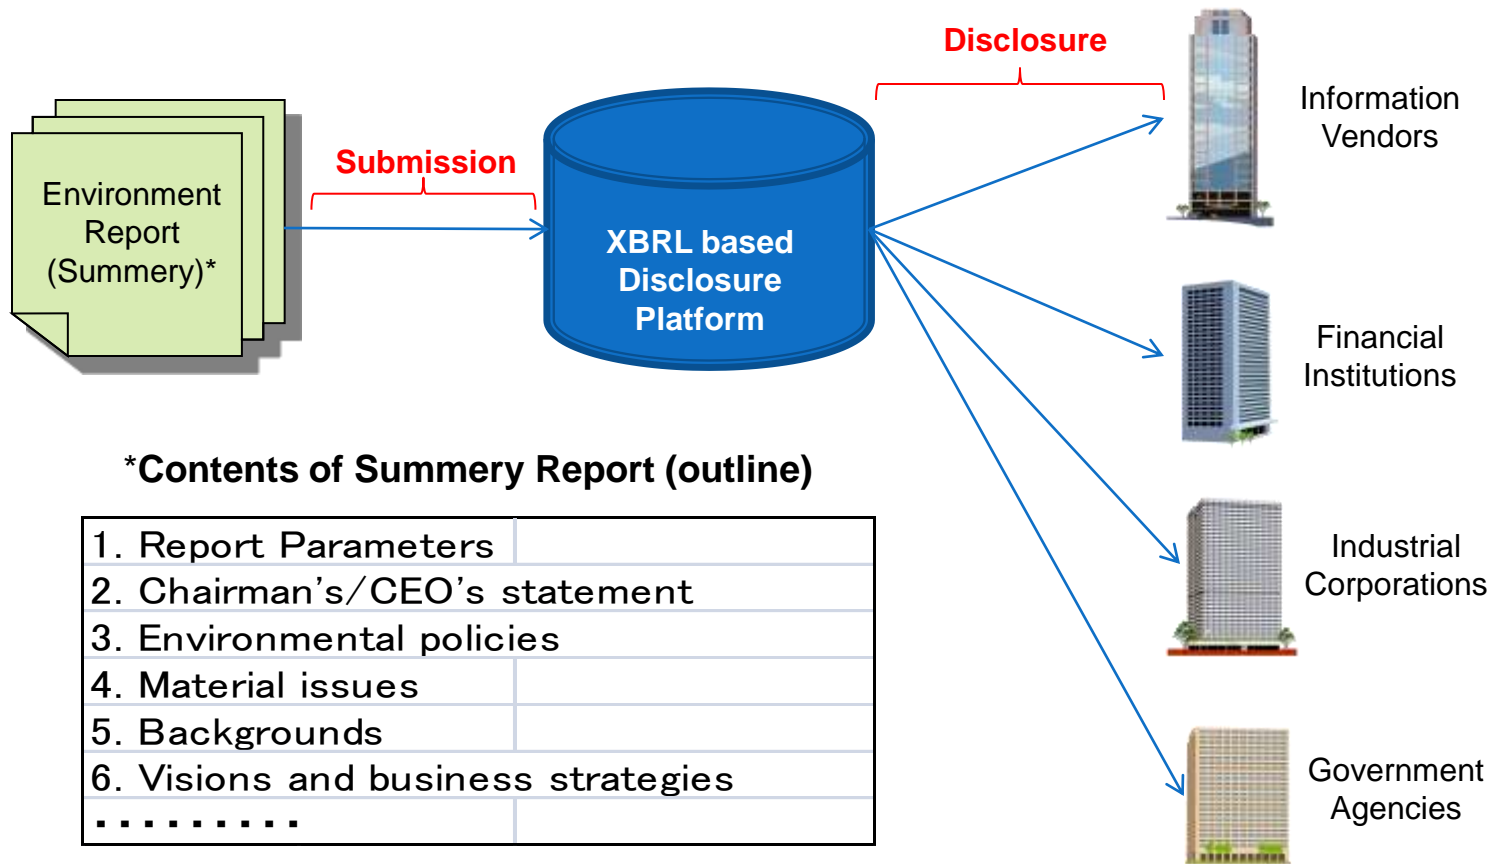 Disclosure
Information
Vendors
Submission
Environment
Report
(Summery)*
XBRL based
Disclosure
Platform
Financial
Institutions
*Contents of Summery Report (outline)
1. Report Parameters
2. Chairman's/CEO's statement
3. Environmental policies
4. Material issues
5. Backgrounds
6. Visions and business strategies
.........
Industrial
Corporations
Government
Agencies